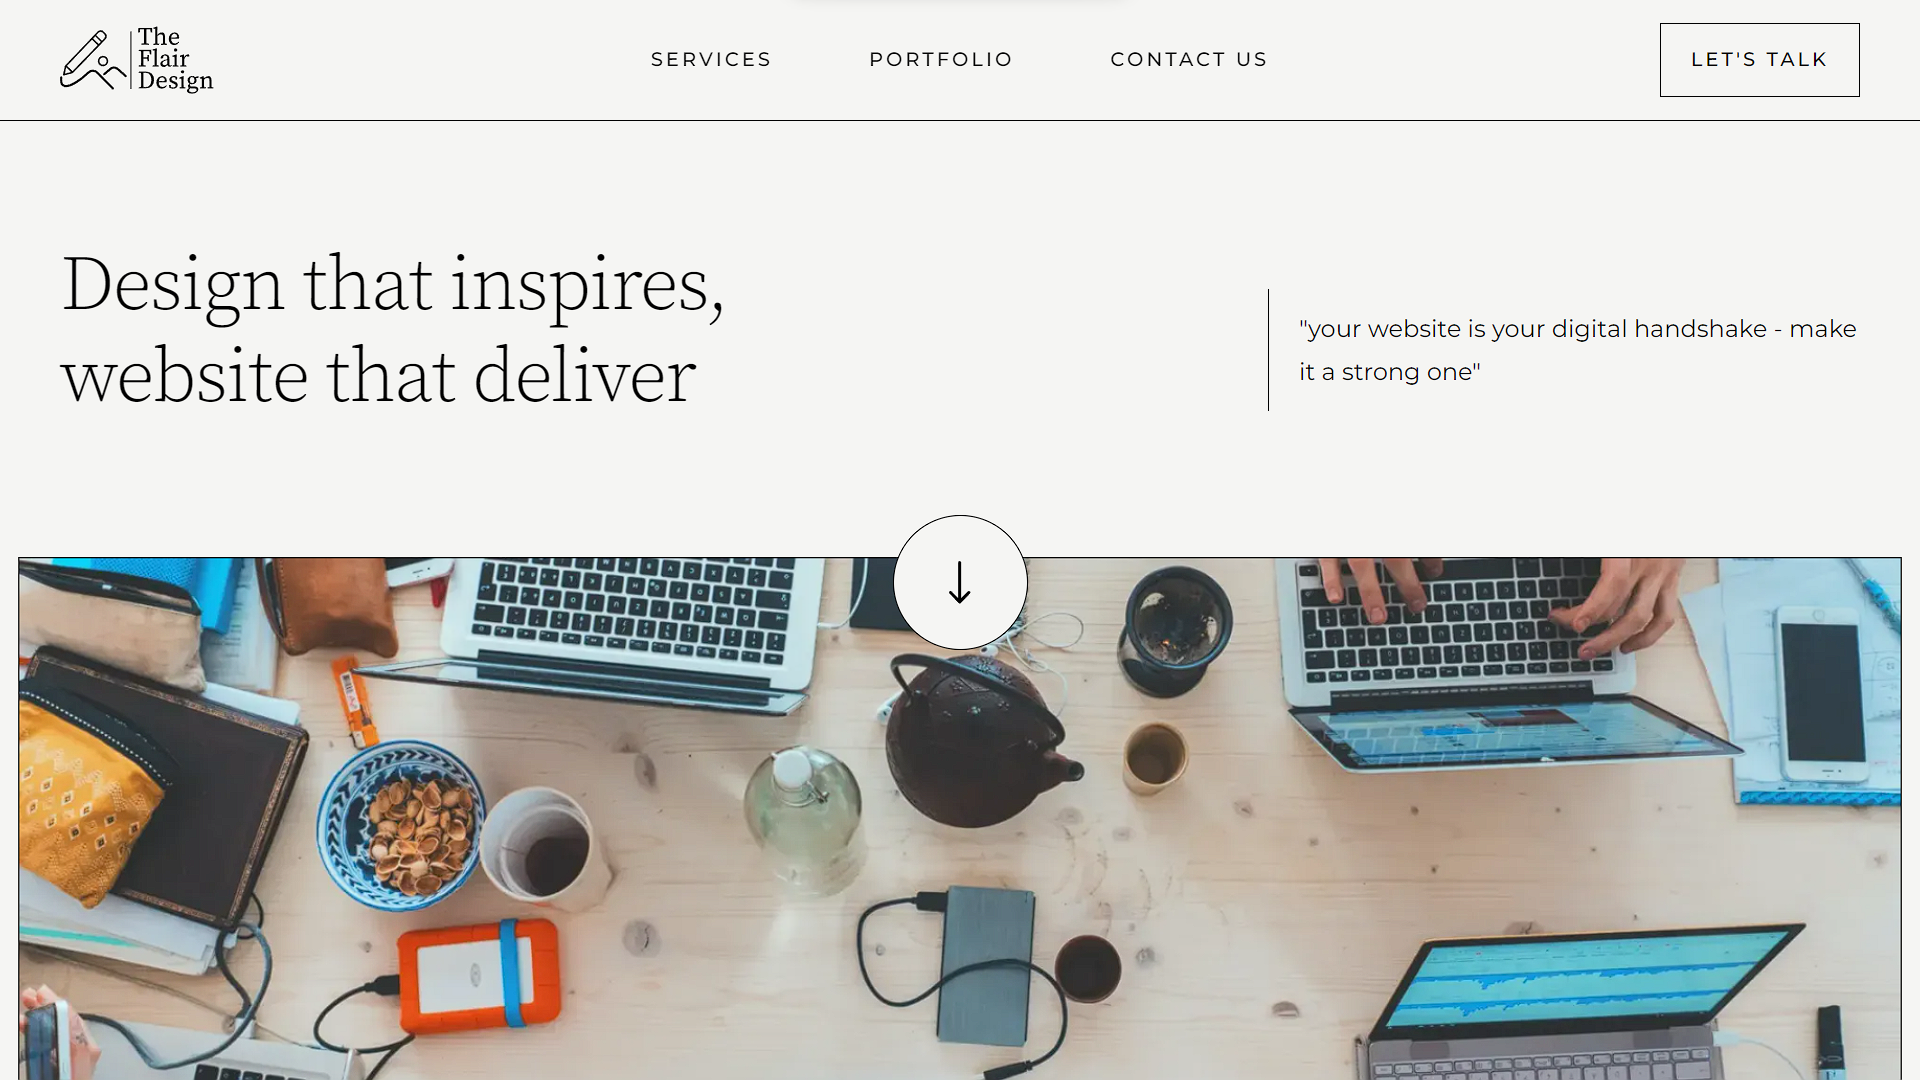 The
Flair
Design
SERVICES
PORTFOLIO
CONTACT US
LET'S TALK
Design that inspires,
website that deliver
"your website is your digital handshake - make
it a strong one"